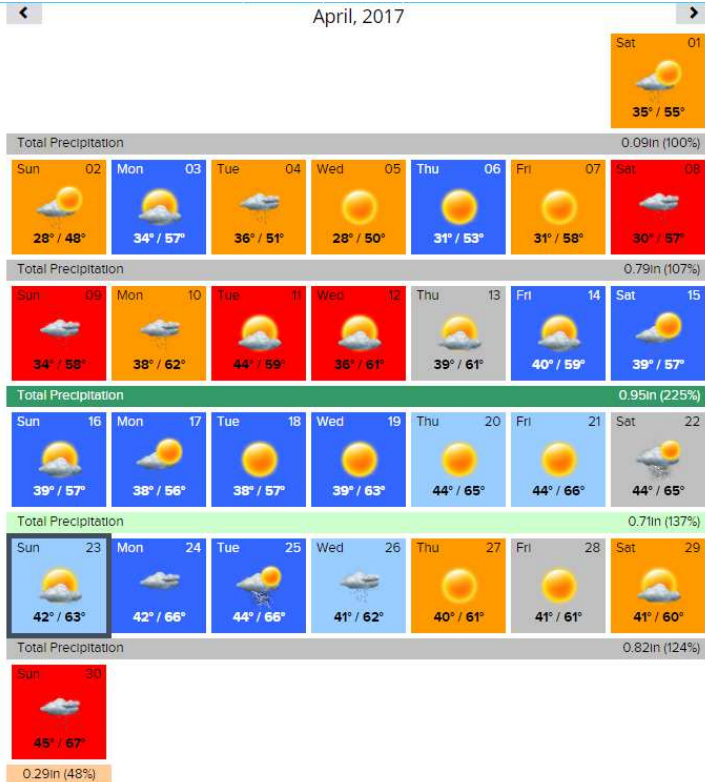 April, 2017
Sat 01
35° / 55°
Total Precipitation 0.09in (100%)
Sun 02 Mon 03 Tue 04 Wed 05 Thu 06 Fri 07 Sat 08
28° / 48° 34° / 57° 36° / 51° 28° / 50° 31° / 53° 31° / 58° 30° / 57°
Total Precipitation 0.79in (107%)
Sun 09 Mon 10 Tue 11 Wed 12 Thu 13 Fri 14 Sat 15
34° / 58° 38° / 62° 44° / 59° 36° / 61° 39° / 61° 40° / 59° 39° / 57°
Total Precipitation 0.95in (225%)
Sun 16 Mon 17 Tue 18 Wed 19 Thu 20 Fri 21 Sat 22
39° / 57° 38° / 56° 38° / 57° 39° / 63° 44° / 65° 44° / 66° 44° / 65°
Total Precipitation 0.71in (137%)
Sun 23 Mon 24 Tue 25 Wed 26 Thu 27 Fri 28 Sat 29
42° / 63° 42° / 66° 44° / 66° 41° / 62° 40° / 61° 41° / 61° 41° / 60°
Total Precipitation 0.82in (124%)
Sun 30
45° / 67°
0.29in (48%)